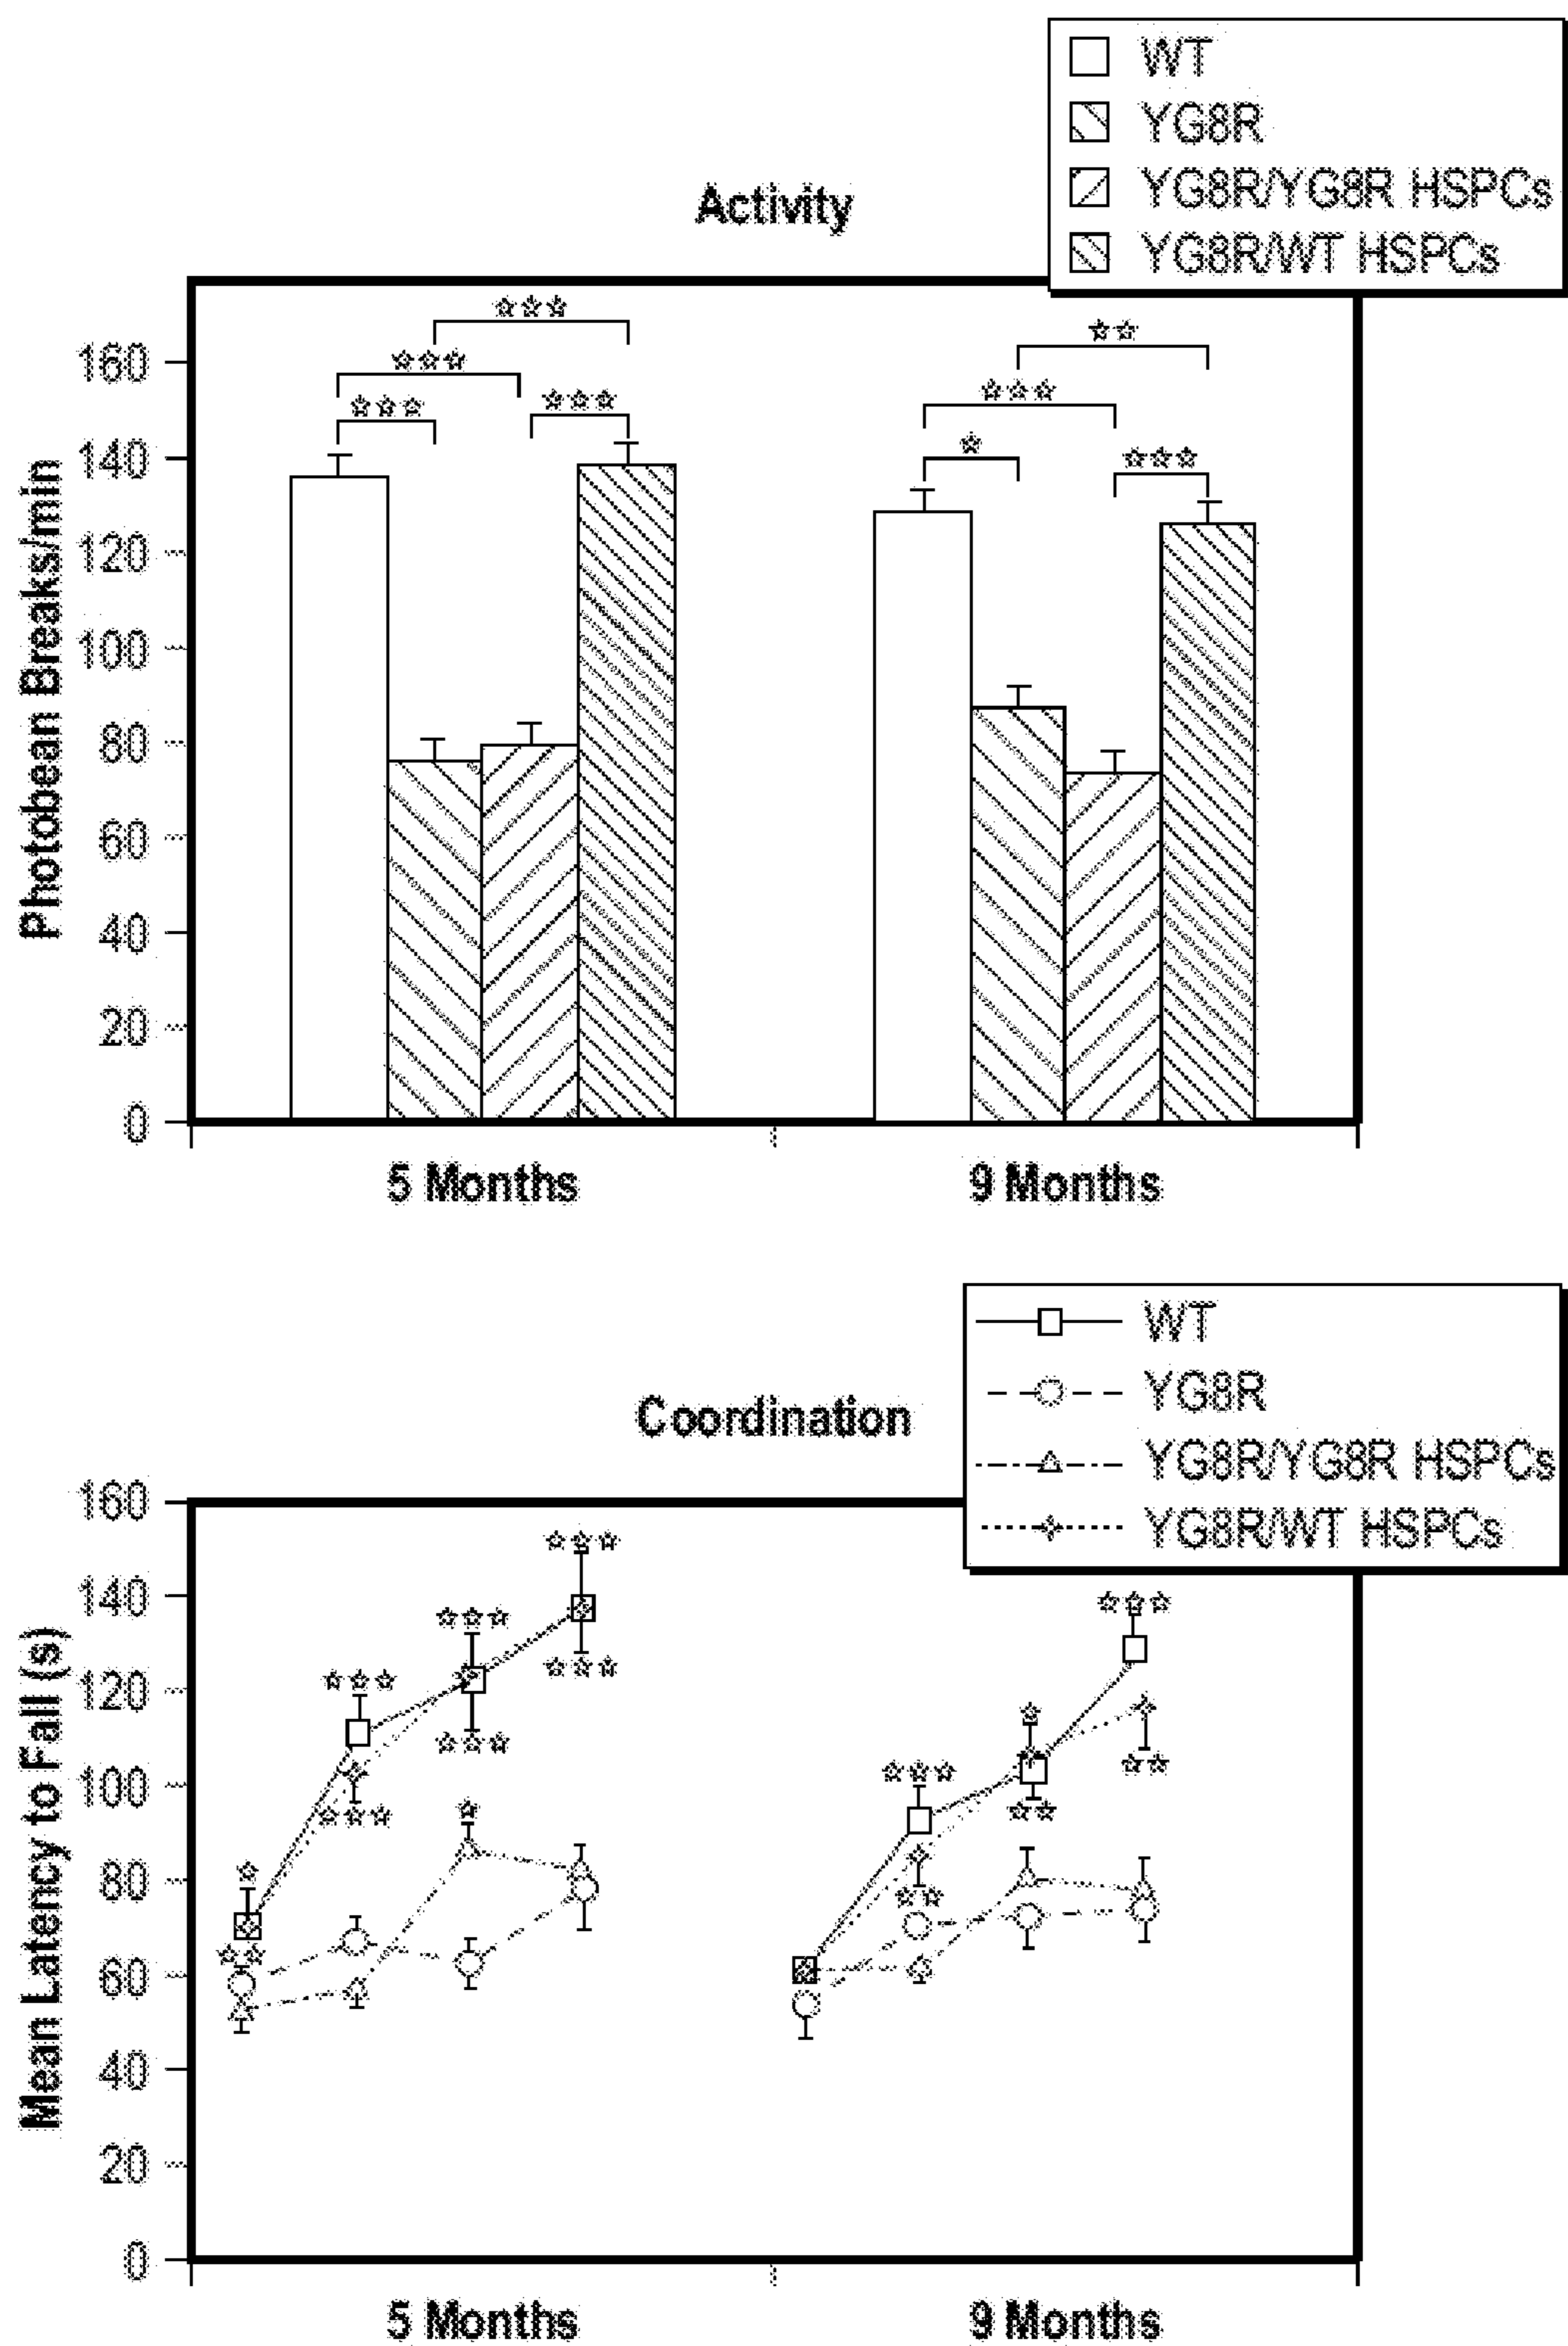 WT
YG8R
YG8R/YG8R HSPCs
YG8R/WT HSPCs
Activity
Photobean Breaks/min
160
140
120
100
80
60
40
20
0
☆☆☆
☆☆☆
☆☆☆
☆☆☆
☆☆
☆☆☆
☆
☆☆☆
5 Months
9 Months
WT
YG8R
YG8R/YG8R HSPCs
YG8R/WT HSPCs
Coordination
Mean Latency to Fall (s)
160
140
120
100
80
60
40
20
0
☆☆☆
☆☆☆
☆☆☆
☆☆☆
☆☆☆
☆☆☆
☆
☆
☆☆
☆☆☆
☆
☆☆☆
☆☆
☆☆
☆☆
5 Months
9 Months